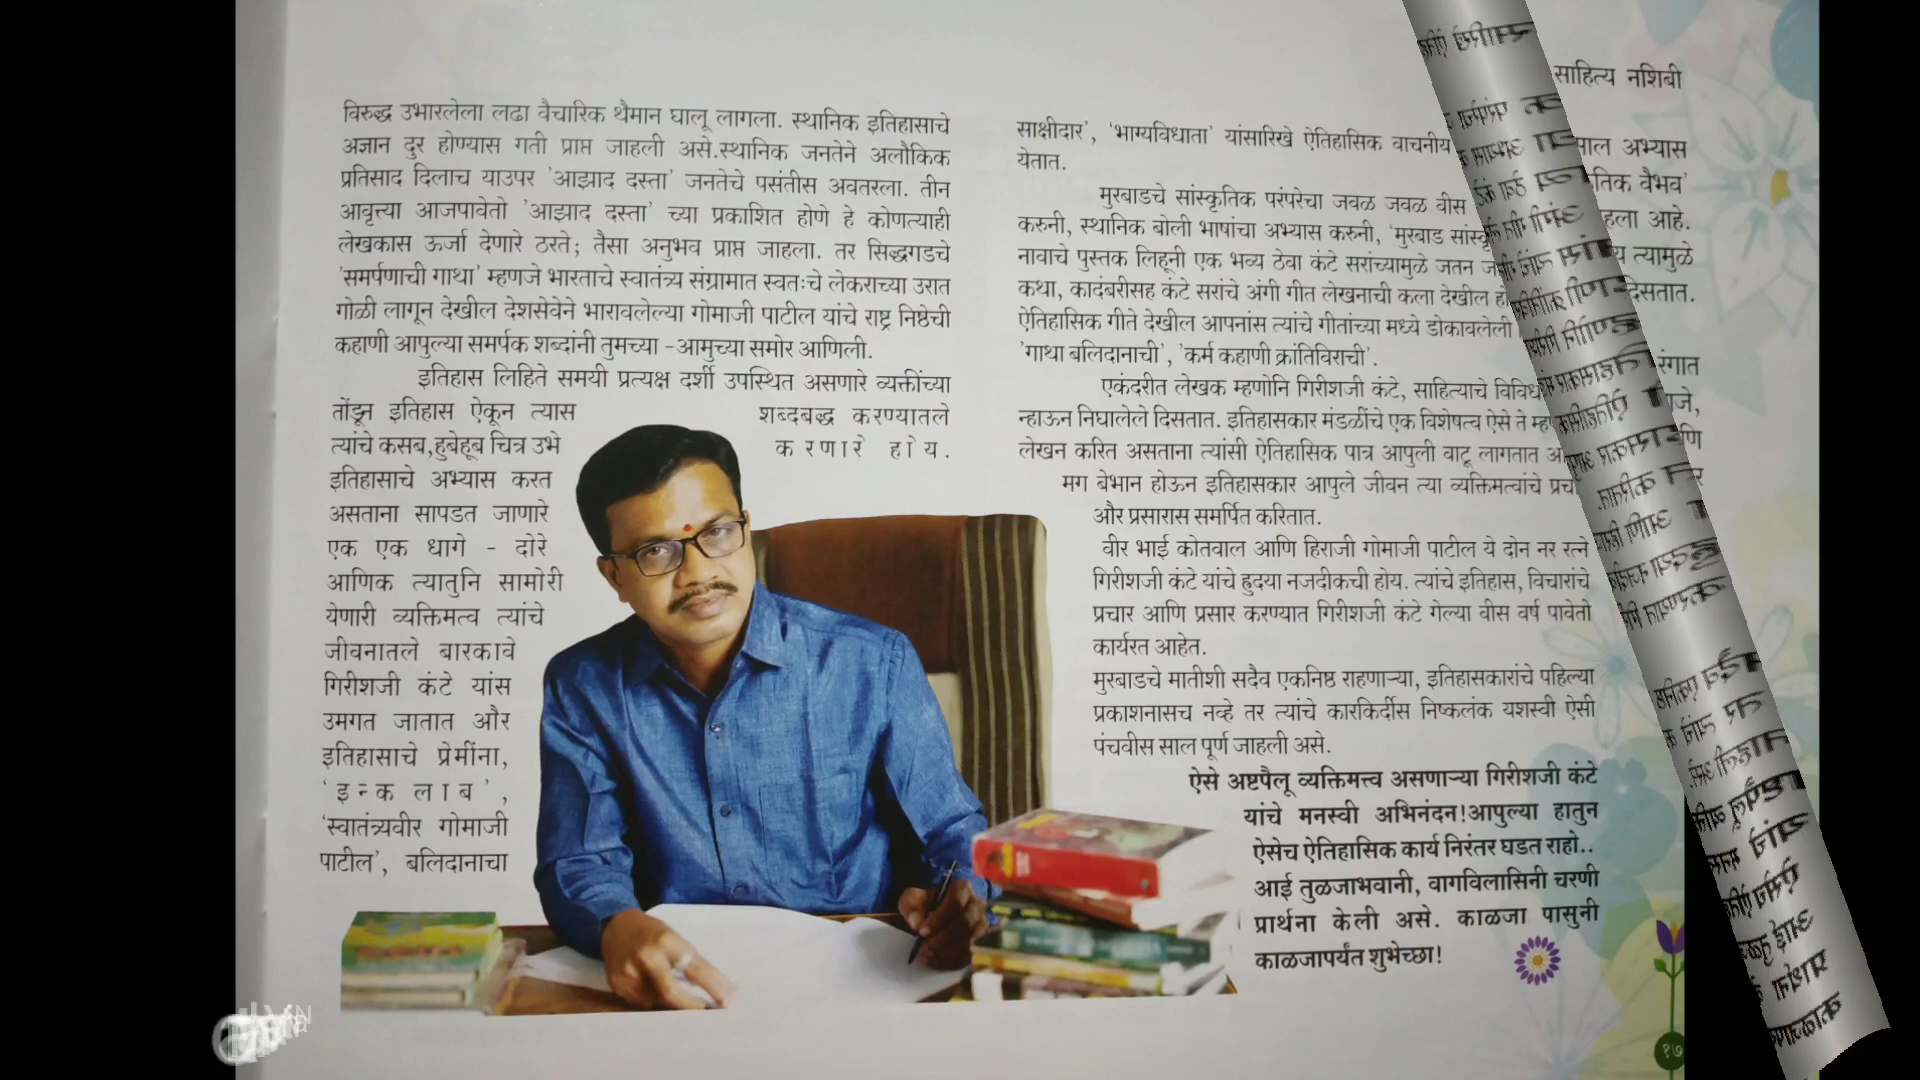 विरुद्ध उभारलेला लढा वैचारिक थैमान घालू लागला. स्थानिक इतिहासाचे
अज्ञान दुर होण्यास गती प्राप्त जाहली असे.स्थानिक जनतेने अलौकिक
प्रतिसाद दिलाच याउपर 'आझाद दस्ता' जनतेचे पसंतीस अवतरला. तीन
आवृत्त्या आजपावेतो 'आझाद दस्ता' च्या प्रकाशित होणे हे कोणत्याही
लेखकास ऊर्जा देणारे ठरते; तैसा अनुभव प्राप्त जाहला. तर सिद्धगडचे
'समर्पणाची गाथा' म्हणजे भारताचे स्वातंत्र्य संग्रामात स्वतःचे लेकराच्या उरात
गोळी लागून देखील देशसेवेने भारावलेल्या गोमाजी पाटील यांचे राष्ट्र निष्ठेची
कहाणी आपुल्या समर्पक शब्दांनी तुमच्या -आमुच्या समोर आणिली.
इतिहास लिहिते समयी प्रत्यक्ष दर्शी उपस्थित असणारे व्यक्तींच्या
तोंडून इतिहास ऐकून त्यास शब्दबद्ध करण्यातले
त्यांचे कसब,हुबेहूब चित्र उभे करणारे होय.
इतिहासाचे अभ्यास करत
असताना सापडत जाणारे
एक एक धागे - दोरे
आणिक त्यातुनि सामोरी
येणारी व्यक्तिमत्व त्यांचे
जीवनातले बारकावे
गिरीशजी कंटे यांस
उमगत जातात और
इतिहासाचे प्रेमींना,
'इन्कलाब',
'स्वातंत्र्यवीर गोमाजी
पाटील', बलिदानाचा
साहित्य नशिबी
साक्षीदार', 'भाग्यविधाता' यांसारिखे ऐतिहासिक वाचनीय
येतात.
मुरबाडचे सांस्कृतिक परंपरेचा जवळ जवळ वीस अभ्यास
करुनी, स्थानिक बोली भाषांचा अभ्यास करुनी, 'मुरबाड वैभव'
नावाचे पुस्तक लिहूनी एक भव्य ठेवा कंटे सरांच्यामुळे जतन आहे.
कथा, कादंबरीसह कंटे सरांचे अंगी गीत लेखनाची कला देखील त्यामुळे
ऐतिहासिक गीते देखील आपनांस त्यांचे गीतांच्या मध्ये डोकावलेली दिसतात.
'गाथा बलिदानाची', 'कर्म कहाणी क्रांतिविराची'.
एकंदरीत लेखक म्हणोनि गिरीशजी कंटे, साहित्याचे रंगात
न्हाऊन निघालेले दिसतात. इतिहासकार मंडळींचे एक विशेषत्व ऐसे ते
लेखन करित असताना त्यांसी ऐतिहासिक पात्र आपुली वाटू लागतात
मग बेभान होऊन इतिहासकार आपुले जीवन त्या व्यक्तिमत्वांचे
और प्रसारास समर्पित करितात.
वीर भाई कोतवाल आणि हिराजी गोमाजी पाटील ये दोन नर रत्ने
गिरीशजी कंटे यांचे हुदया नजदीकची होय. त्यांचे इतिहास, विचारांचे
प्रचार आणि प्रसार करण्यात गिरीशजी कंटे गेल्या वीस वर्ष पावेतो
कार्यरत आहेत.
मुरबाडचे मातीशी सदैव एकनिष्ठ राहणाऱ्या, इतिहासकारांचे पहिल्या
प्रकाशनासच नव्हे तर त्यांचे कारकिर्दीस निष्कलंक यशस्वी ऐसी
पंचवीस साल पूर्ण जाहली असे.
ऐसे अष्टपैलू व्यक्तिमत्त्व असणाऱ्या गिरीशजी कंटे
यांचे मनस्वी अभिनंदन!आपुल्या हातुन
ऐसेच ऐतिहासिक कार्य निरंतर घडत राहो..
आई तुळजाभवानी, वागविलासिनी चरणी
प्रार्थना केली असे. काळजा पासुनी
काळजापर्यंत शुभेच्छा!
१७